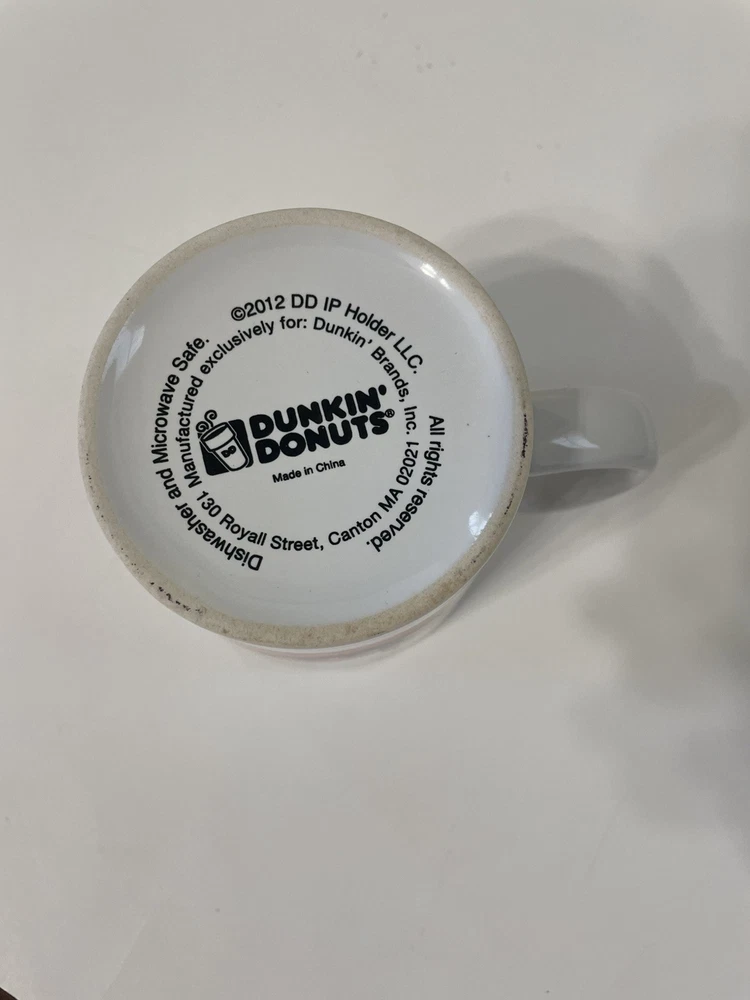 ©2012 DD IP Holder LLC.
All rights reserved.
Dishwasher and Microwave Safe.
Manufactured exclusively for: Dunkin' Brands, Inc.
130 Royall Street, Canton MA 02021
DUNKIN'
DONUTS®
Made in China